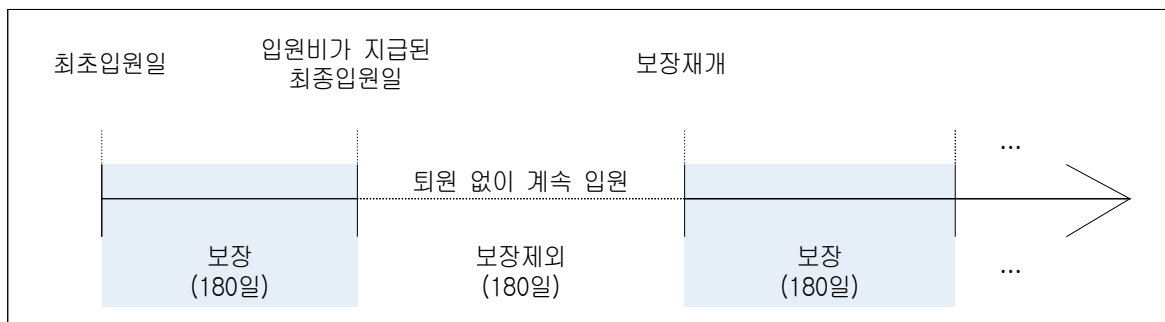 최초입원일
입원비가 지급된
최종입원일
보장재개
...
퇴원 없이 계속 입원
보장
(180일)
보장제외
(180일)
보장
(180일)
...